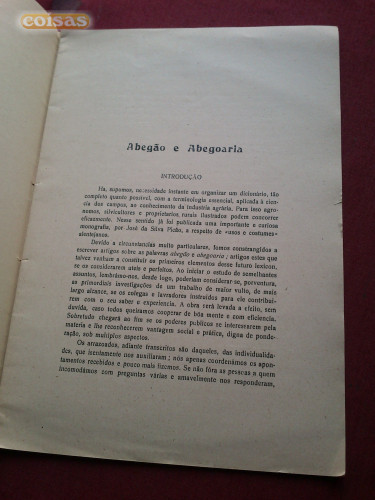 coisas
Abegão e Abegoaria
INTRODUÇÃO
Há, supomos, necessidade instante em organizar um dicionário, tão
completo quanto possível, com a terminologia essencial, aplicada à ciên-
cia dos campos, ao conhecimento da indústria agrária. Para isso agró-
nomos, silvicultores e proprietários rurais ilustrados podem concorrer
eficazmente. Nesse sentido já foi publicada uma importante e curiosa
monografia, por José da Silva Picão, a respeito de «usos e costumes»
alentejanos.
Devido a circunstâncias muito particulares, fomos constrangidos a
escrever artigos sobre as palavras abegão e abegoaria; artigos estes que
talvez venham a constituir os primeiros elementos desse futuro lexicon,
se os considerarem úteis e perfeitos. Ao iniciar o estudo de semelhantes
assuntos, lembrámo-nos, desde logo, poderiam considerar-se, porventura,
as primordiais investigações de um trabalho de maior vulto, de mais
largo alcance, se os colegas e lavradores instruídos para ele contribuí-
rem com o seu saber e experiência. A obra será levada a efeito, sem
dúvida, caso todos queiram cooperar de boa mente e com eficiência.
Sobretudo chegará ao fim se os poderes públicos se interessarem pela
matéria e lhe reconhecerem vantagem social e prática, digna de ponde-
ração, sob múltiplos aspectos.
Os arrazoados, adiante transcritos são daqueles, das individualida-
des, que isentamente nos auxiliaram; nós apenas coordenámos os apon-
tamentos recebidos e pouco mais fizemos. Se não fôra as pessoas a quem
incomodámos com preguntas várias e amavelmente nos responderam,